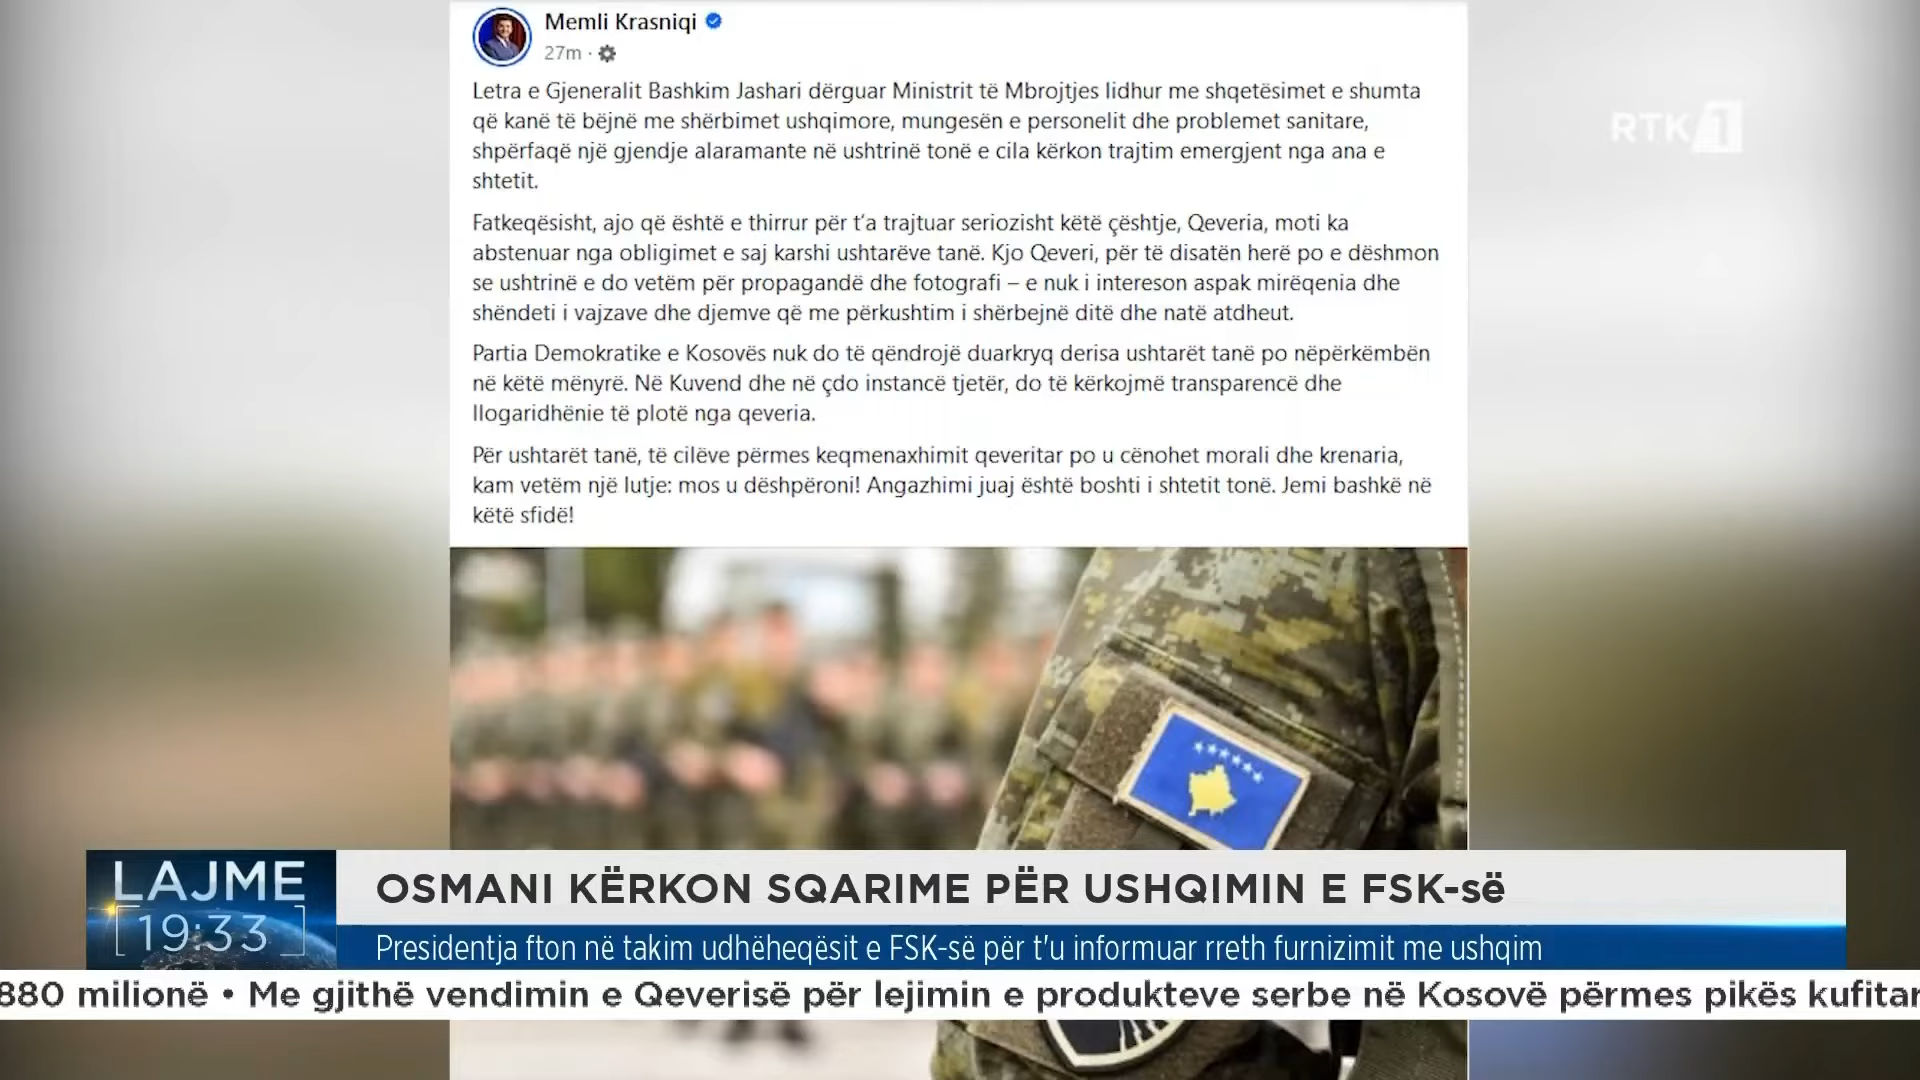 Memli Krasniqi
27m ·
Letra e Gjeneralit Bashkim Jashari dërguar Ministrit të Mbrojtjes lidhur me shqetësimet e shumta
që kanë të bëjnë me shërbimet ushqimore, mungesën e personelit dhe problemet sanitare,
shpërfaqë një gjendje alaramante në ushtrinë tonë e cila kërkon trajtim emergjent nga ana e
shtetit.
Fatkeqësisht, ajo që është e thirrur për t‘a trajtuar seriozisht këtë çështje, Qeveria, moti ka
abstenuar nga obligimet e saj karshi ushtarëve tanë. Kjo Qeveri, për të disatën herë po e dëshmon
se ushtrinë e do vetëm për propagandë dhe fotografi – e nuk i intereson aspak mirëqenia dhe
shëndeti i vajzave dhe djemve që me përkushtim i shërbejnë ditë dhe natë atdheut.
Partia Demokratike e Kosovës nuk do të qëndrojë duarkryq derisa ushtarët tanë po nëpërkëmbën
në këtë mënyrë. Në Kuvend dhe në çdo instancë tjetër, do të kërkojmë transparencë dhe
llogaridhënie të plotë nga qeveria.
Për ushtarët tanë, të cilëve përmes keqmenaxhimit qeveritar po u cënohet morali dhe krenaria,
kam vetëm një lutje: mos u dëshpëroni! Angazhimi juaj është boshti i shtetit tonë. Jemi bashkë në
këtë sfidë!
RTK 1
LAJME
19:33
OSMANI KËRKON SQARIME PËR USHQIMIN E FSK-së
Presidentja fton në takim udhëheqësit e FSK-së për t'u informuar rreth furnizimit me ushqim
880 milionë • Me gjithë vendimin e Qeverisë për lejimin e produkteve serbe në Kosovë përmes pikës kufitar